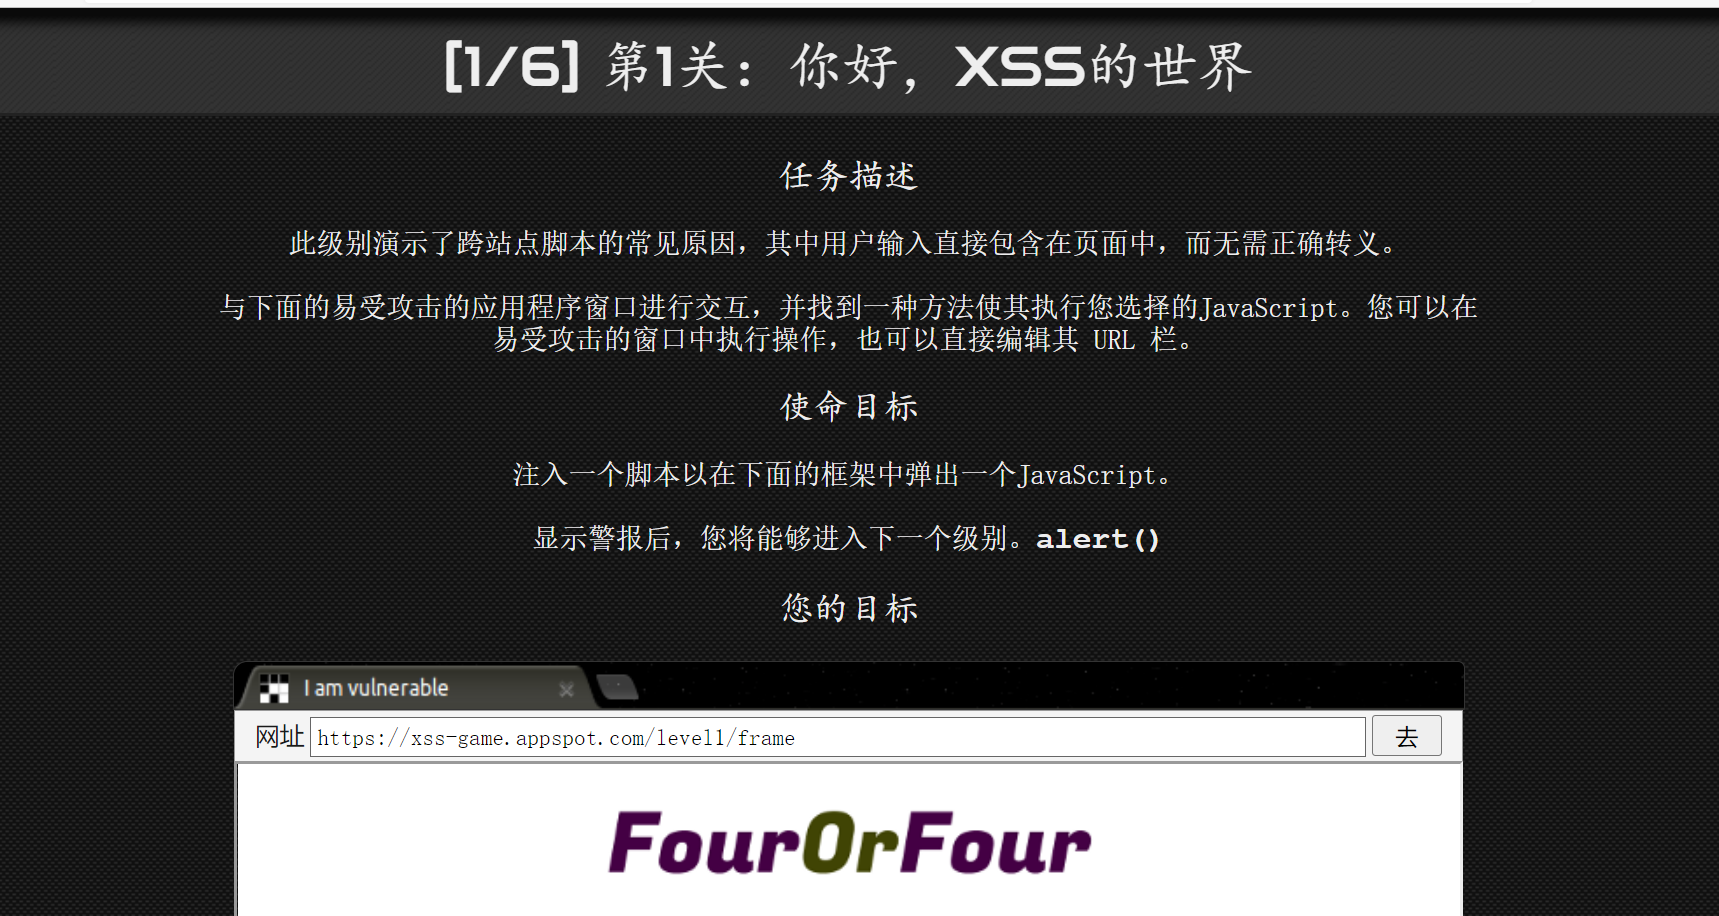 [1/6] 第1关：你好，XSS的世界
任务描述
此级别演示了跨站点脚本的常见原因，其中用户输入直接包含在页面中，而无需正确转义。
与下面的易受攻击的应用程序窗口进行交互，并找到一种方法使其执行您选择的JavaScript。您可以在
易受攻击的窗口中执行操作，也可以直接编辑其 URL 栏。
使命目标
注入一个脚本以在下面的框架中弹出一个JavaScript。
显示警报后，您将能够进入下一个级别。alert()
您的目标
I am vulnerable
网址 https://xss-game.appspot.com/level1/frame 去
FourOrFour